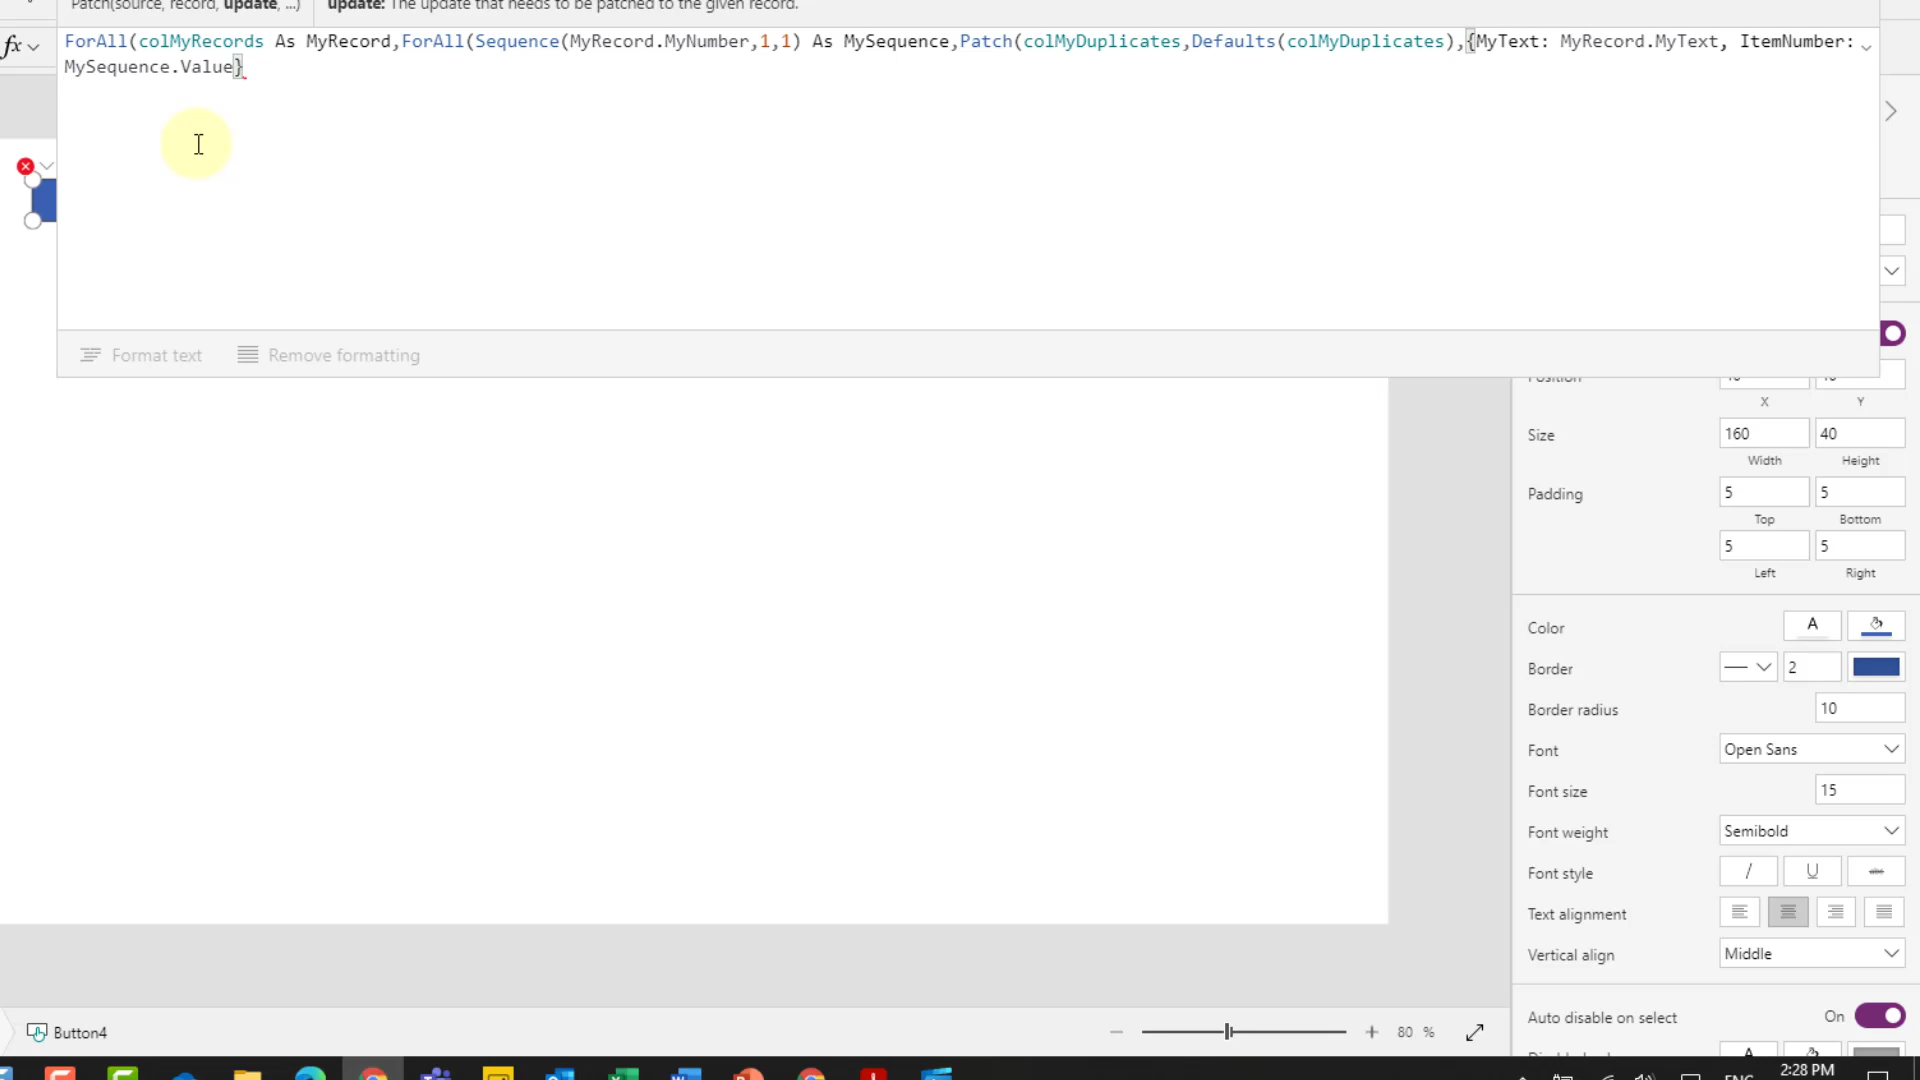 Patch(source, record, update, ...) update: The update that needs to be patched to the given record.
fx
ForAll(colMyRecords As MyRecord,ForAll(Sequence(MyRecord.MyNumber,1,1) As MySequence,Patch(colMyDuplicates,Defaults(colMyDuplicates),{MyText: MyRecord.MyText, ItemNumber:
MySequence.Value}
Format text Remove formatting
Position
X Y
Size 160 40
Width Height
Padding 5 5
Top Bottom
5 5
Left Right
Color A
Border 2
Border radius 10
Font Open Sans
Font size 15
Font weight Semibold
Font style / U abc
Text alignment
Vertical align Middle
Auto disable on select On
Button4 80 %
ENG 2:28 PM